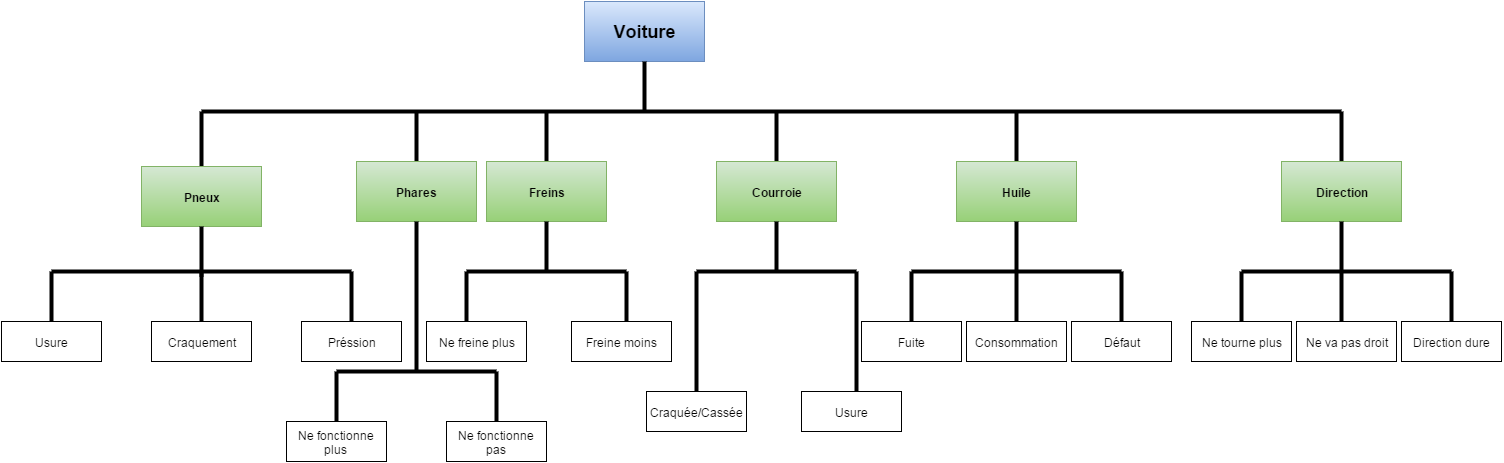 Voiture
Pneux
Phares
Freins
Courroie
Huile
Direction
Usure
Craquement
Préssion
Ne freine plus
Freine moins
Fuite
Consommation
Défaut
Ne tourne plus
Ne va pas droit
Direction dure
Craquée/Cassée
Usure
Ne fonctionne
plus
Ne fonctionne
pas